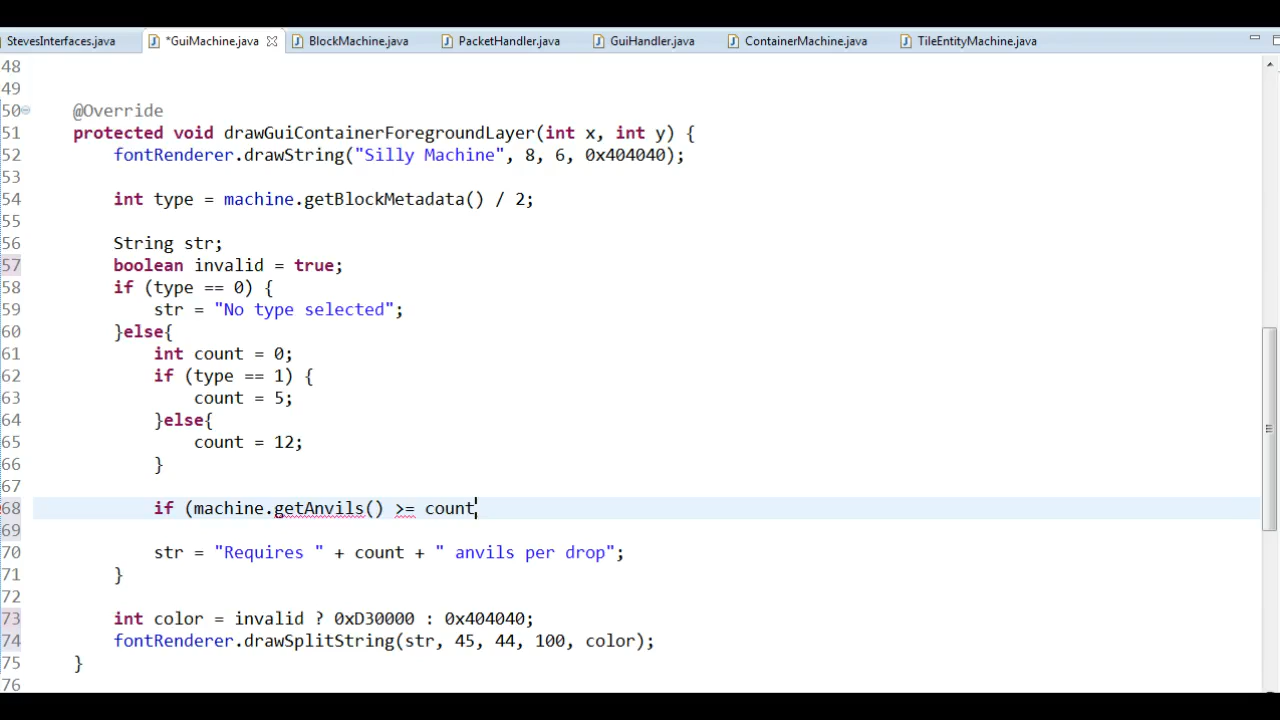 StevesInterfaces.java *GuiMachine.java BlockMachine.java PacketHandler.java GuiHandler.java ContainerMachine.java TileEntityMachine.java
48
49
50 @Override
51 protected void drawGuiContainerForegroundLayer(int x, int y) {
52 fontRenderer.drawString("Silly Machine", 8, 6, 0x404040);
53
54 int type = machine.getBlockMetadata() / 2;
55
56 String str;
57 boolean invalid = true;
58 if (type == 0) {
59 str = "No type selected";
60 }else{
61 int count = 0;
62 if (type == 1) {
63 count = 5;
64 }else{
65 count = 12;
66 }
67
68 if (machine.getAnvils() >= count
69
70 str = "Requires " + count + " anvils per drop";
71 }
72
73 int color = invalid ? 0xD30000 : 0x404040;
74 fontRenderer.drawSplitString(str, 45, 44, 100, color);
75 }
76